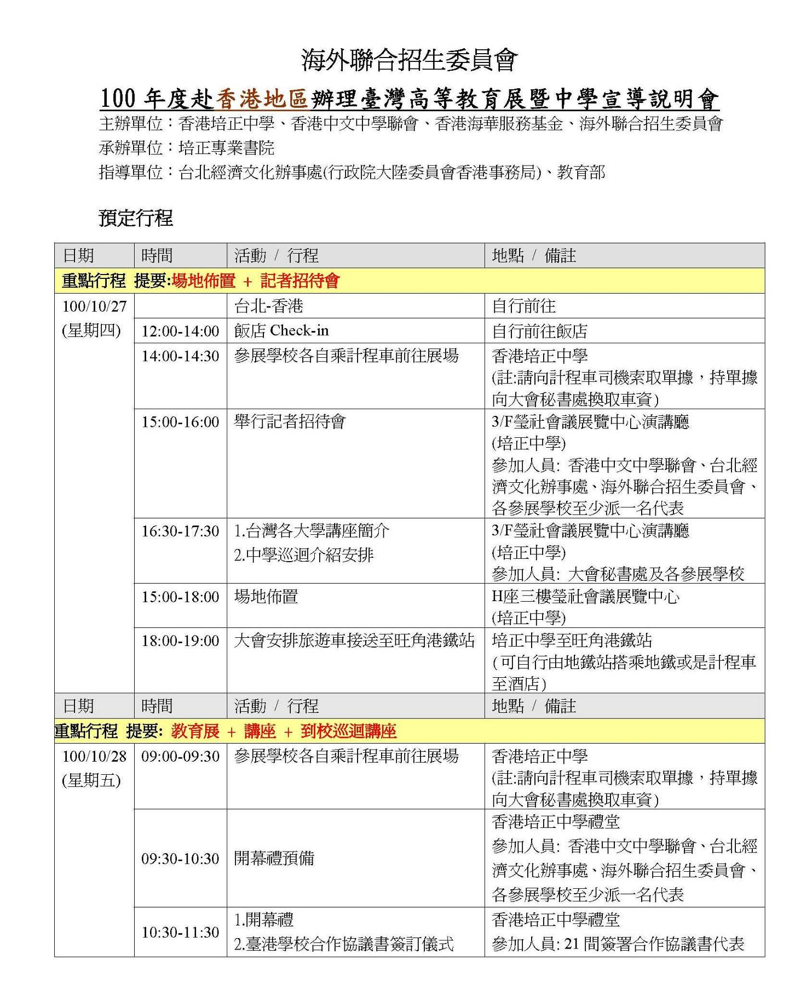 海外聯合招生委員會
100 年度赴香港地區辦理臺灣高等教育展暨中學宣導說明會
主辦單位：香港培正中學、香港中文中學聯會、香港海華服務基金、海外聯合招生委員會
承辦單位：培正專業書院
指導單位：台北經濟文化辦事處(行政院大陸委員會香港事務局)、教育部
預定行程
日期 時間 活動 / 行程 地點 / 備註
重點行程 提要:場地佈置 + 記者招待會
100/10/27 台北-香港 自行前往
(星期四) 12:00-14:00 飯店 Check-in 自行前往飯店
14:00-14:30 參展學校各自乘計程車前往展場 香港培正中學
(註:請向計程車司機索取單據，持單據
向大會秘書處換取車資)
15:00-16:00 舉行記者招待會 3/F瑩社會議展覽中心演講廳
(培正中學)
參加人員: 香港中文中學聯會、台北經
濟文化辦事處、海外聯合招生委員會、
各參展學校至少派一名代表
16:30-17:30 1.台灣各大學講座簡介 3/F瑩社會議展覽中心演講廳
2.中學巡迴介紹安排 (培正中學)
參加人員: 大會秘書處及各參展學校
15:00-18:00 場地佈置 H座三樓瑩社會議展覽中心
(培正中學)
18:00-19:00 大會安排旅遊車接送至旺角港鐵站 培正中學至旺角港鐵站
(可自行由地鐵站搭乘地鐵或是計程車
至酒店)
日期 時間 活動 / 行程 地點 / 備註
重點行程 提要: 教育展 + 講座 + 到校巡迴講座
100/10/28 09:00-09:30 參展學校各自乘計程車前往展場 香港培正中學
(星期五) (註:請向計程車司機索取單據，持單據
向大會秘書處換取車資)
香港培正中學禮堂
參加人員: 香港中文中學聯會、台北經
09:30-10:30 開幕禮預備 濟文化辦事處、海外聯合招生委員會、
各參展學校至少派一名代表
10:30-11:30 1.開幕禮 香港培正中學禮堂
2.臺港學校合作協議書簽訂儀式 參加人員: 21 間簽署合作協議書代表